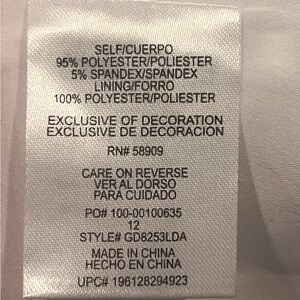 SELF/CUERPO
95% POLYESTER/POLIESTER
5% SPANDEX/SPANDEX
LINING/FORRO
100% POLYESTER/POLIESTER
EXCLUSIVE OF DECORATION
EXCLUSIVE DE DECORACION
RN# 58909
CARE ON REVERSE
VER AL DORSO
PARA CUIDADO
PO# 100-00100635
12
STYLE# GD8253LDA
MADE IN CHINA
HECHO EN CHINA
UPC# 196128294923